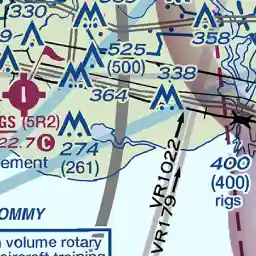 (330)
525
(500)
358
338
364
GS (5R2)
22.7 C
ement
274
(261)
VR1022
VR179
400
(400)
rigs
OMMY
volume rotary
aircraft training